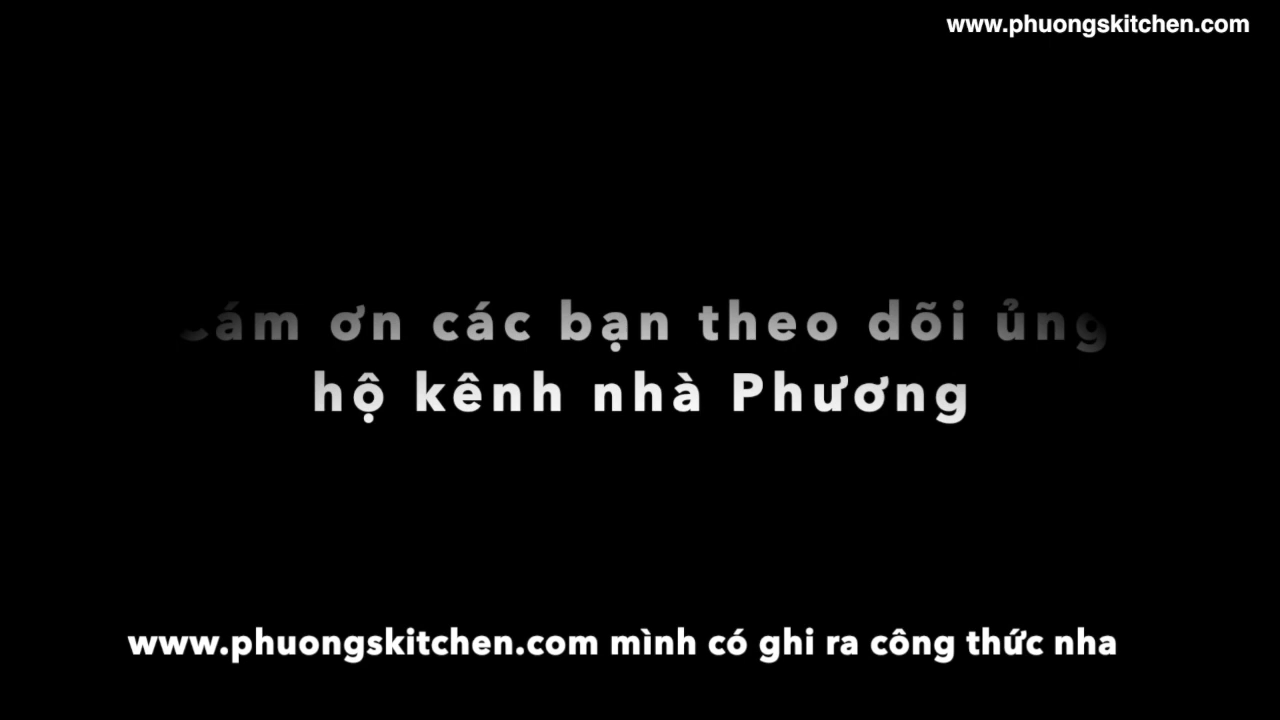 www.phuongskitchen.com
Cám ơn các bạn theo dõi ủng
hộ kênh nhà Phương
www.phuongskitchen.com mình có ghi ra công thức nha